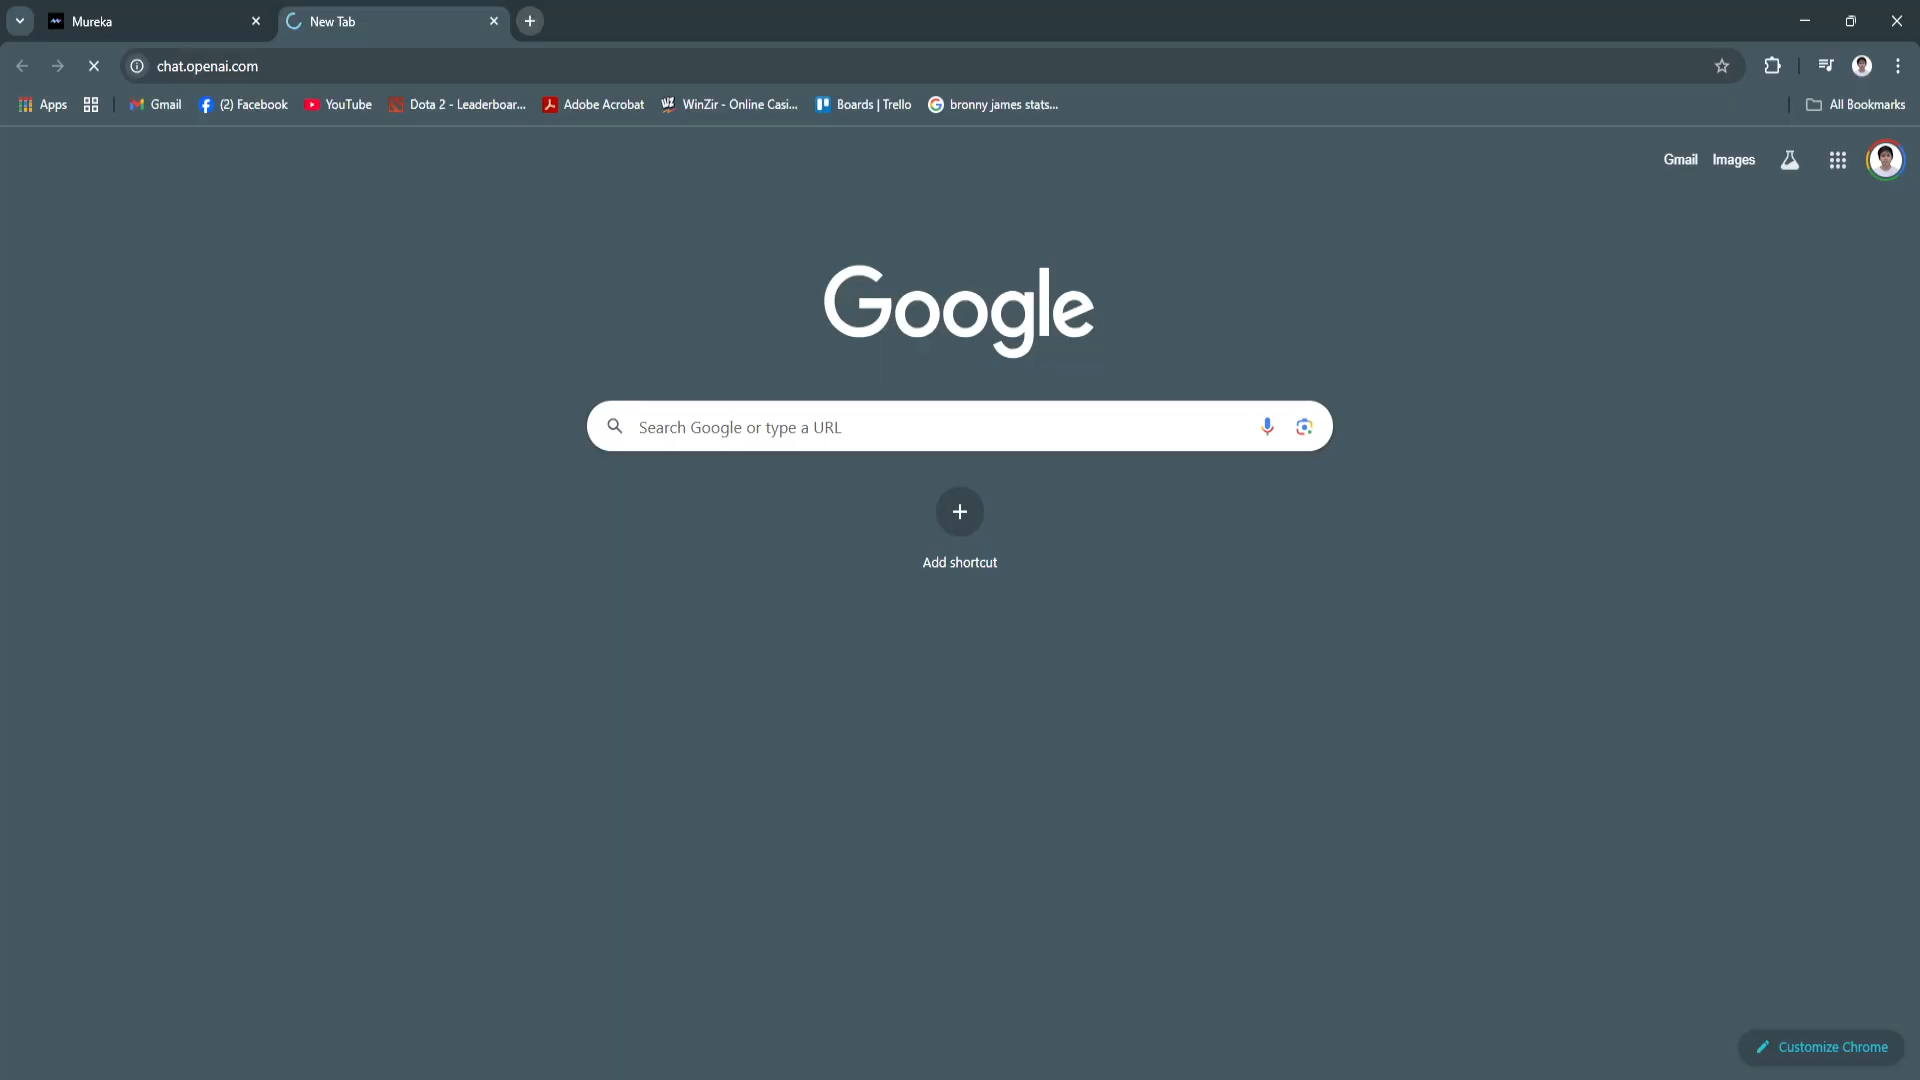 Mureka
New Tab
chat.openai.com
Apps
Gmail
(2) Facebook
YouTube
Dota 2 - Leaderboar...
Adobe Acrobat
WinZir - Online Casi...
Boards | Trello
bronny james stats...
All Bookmarks
Gmail
Images
Google
Search Google or type a URL
Add shortcut
Customize Chrome